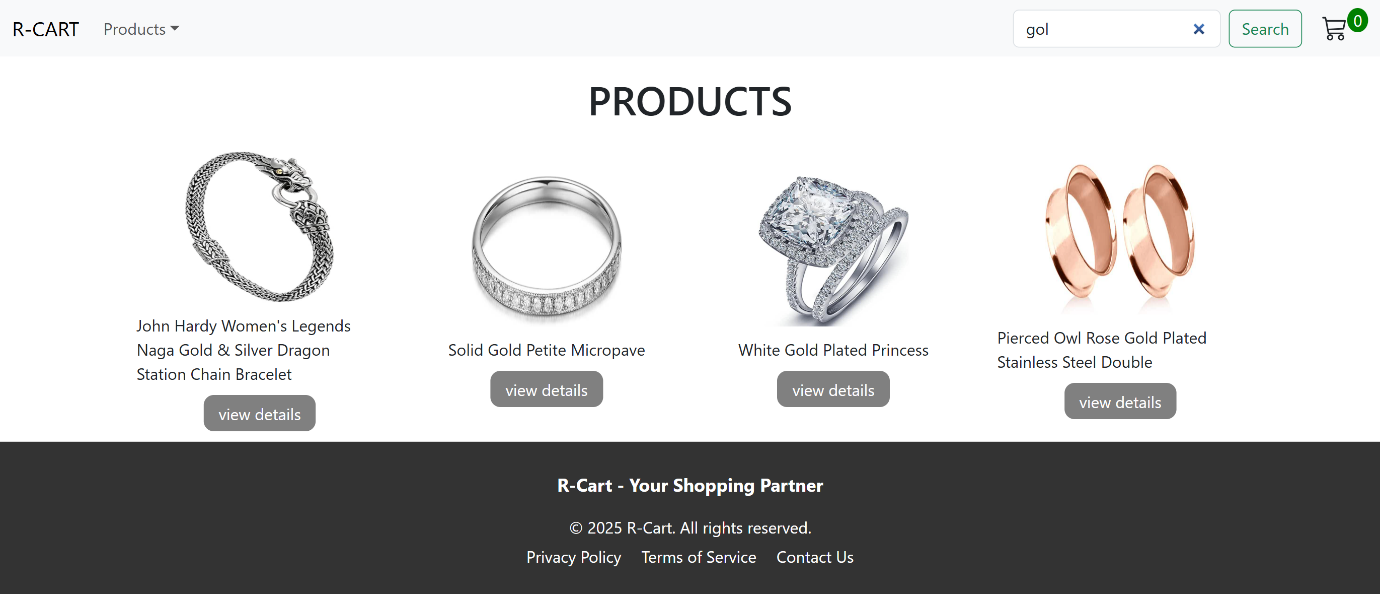 R-CART
Products
gol
Search
0
PRODUCTS
John Hardy Women's Legends
Naga Gold & Silver Dragon
Station Chain Bracelet
view details
Solid Gold Petite Micropave
view details
White Gold Plated Princess
view details
Pierced Owl Rose Gold Plated
Stainless Steel Double
view details
R-Cart - Your Shopping Partner
© 2025 R-Cart. All rights reserved.
Privacy Policy Terms of Service Contact Us